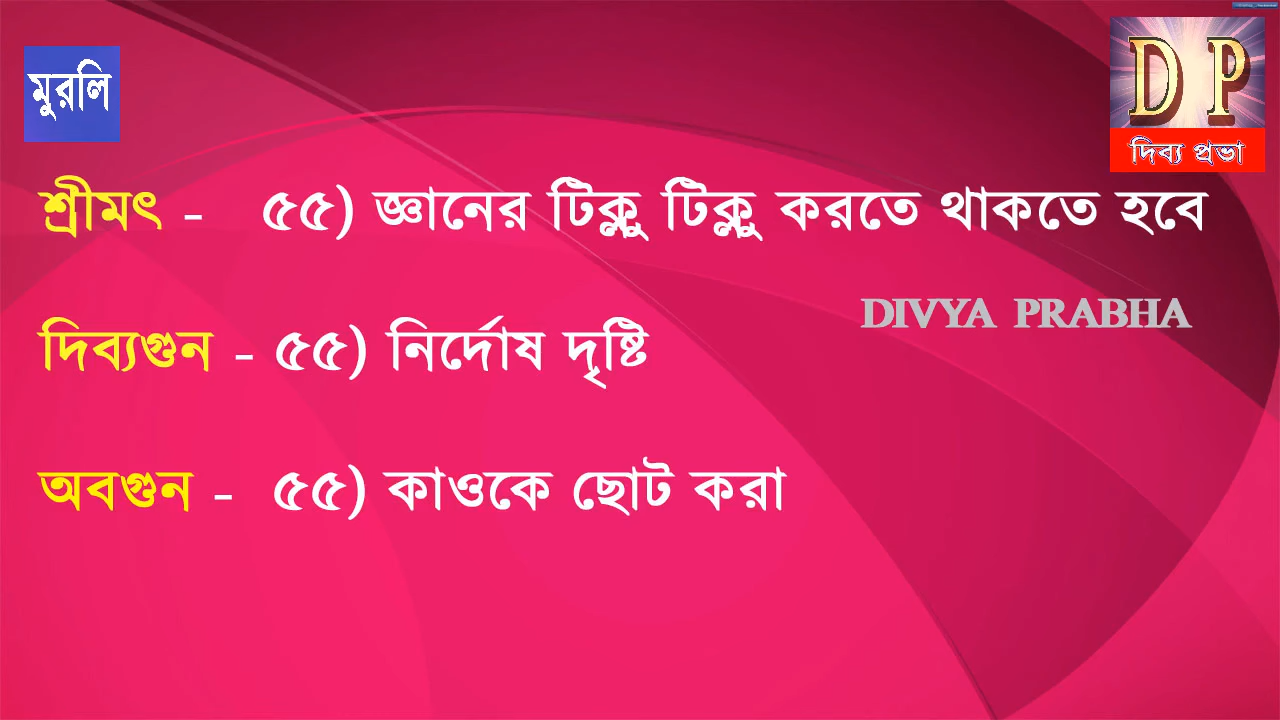 মুরলি
D P
দিব্য প্রভা
শ্রীমৎ - ৫৫) জ্ঞানের টিক্লু টিক্লু করতে থাকতে হবে
DIVYA PRABHA
দিব্যগুন - ৫৫) নির্দোষ দৃষ্টি
অবগুন - ৫৫) কাওকে ছোট করা